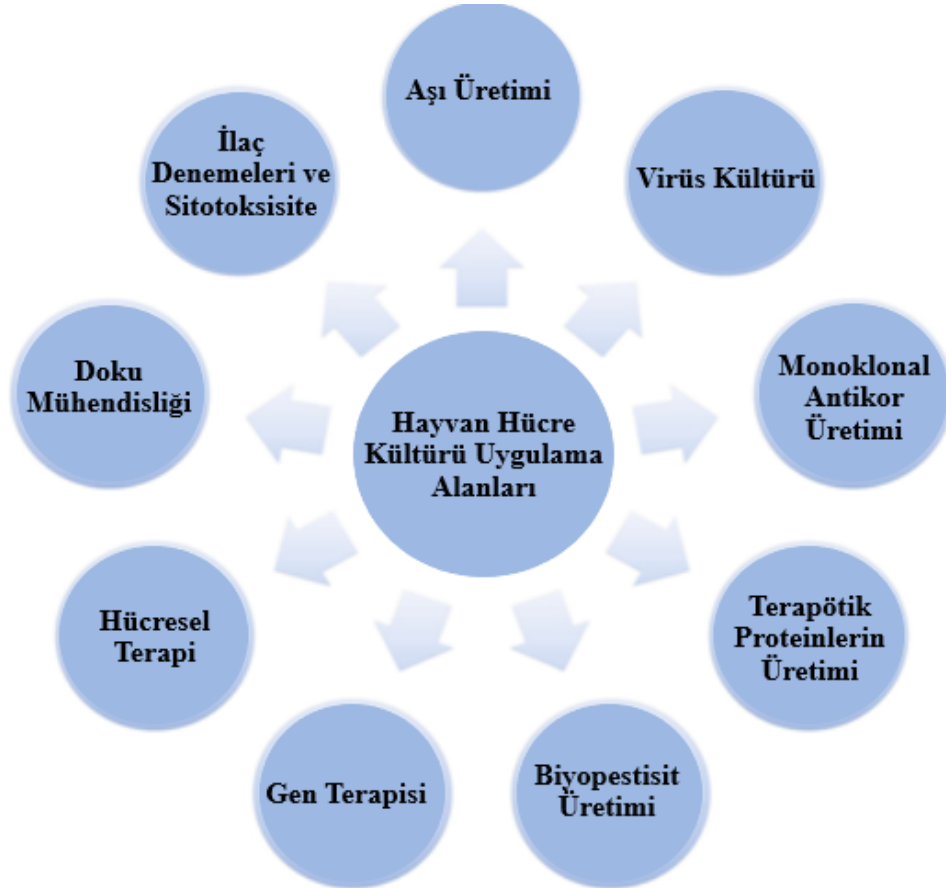 Aşı Üretimi
Virüs Kültürü
Monoklonal
Antikor
Üretimi
Terapötik
Proteinlerin
Üretimi
Biyopestisit
Üretimi
Gen Terapisi
Hücresel
Terapi
Doku
Mühendisliği
İlaç
Denemeleri ve
Sitotoksisite
Hayvan Hücre
Kültürü Uygulama
Alanları